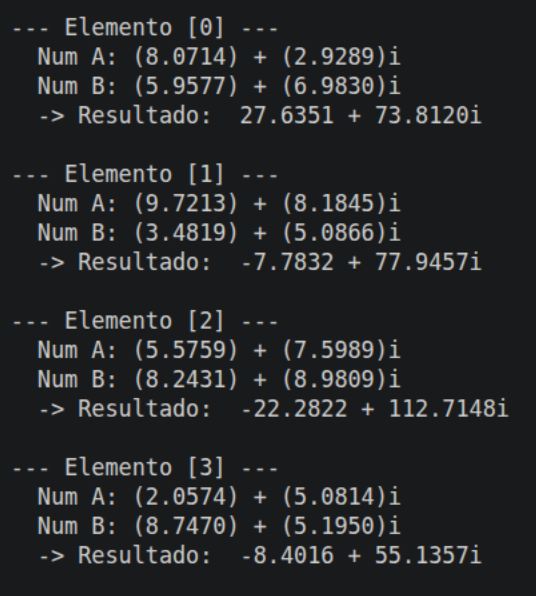 --- Elemento [0] ---
Num A: (8.0714) + (2.9289)i
Num B: (5.9577) + (6.9830)i
-> Resultado:  27.6351 + 73.8120i
--- Elemento [1] ---
Num A: (9.7213) + (8.1845)i
Num B: (3.4819) + (5.0866)i
-> Resultado:  -7.7832 + 77.9457i
--- Elemento [2] ---
Num A: (5.5759) + (7.5989)i
Num B: (8.2431) + (8.9809)i
-> Resultado:  -22.2822 + 112.7148i
--- Elemento [3] ---
Num A: (2.0574) + (5.0814)i
Num B: (8.7470) + (5.1950)i
-> Resultado:  -8.4016 + 55.1357i